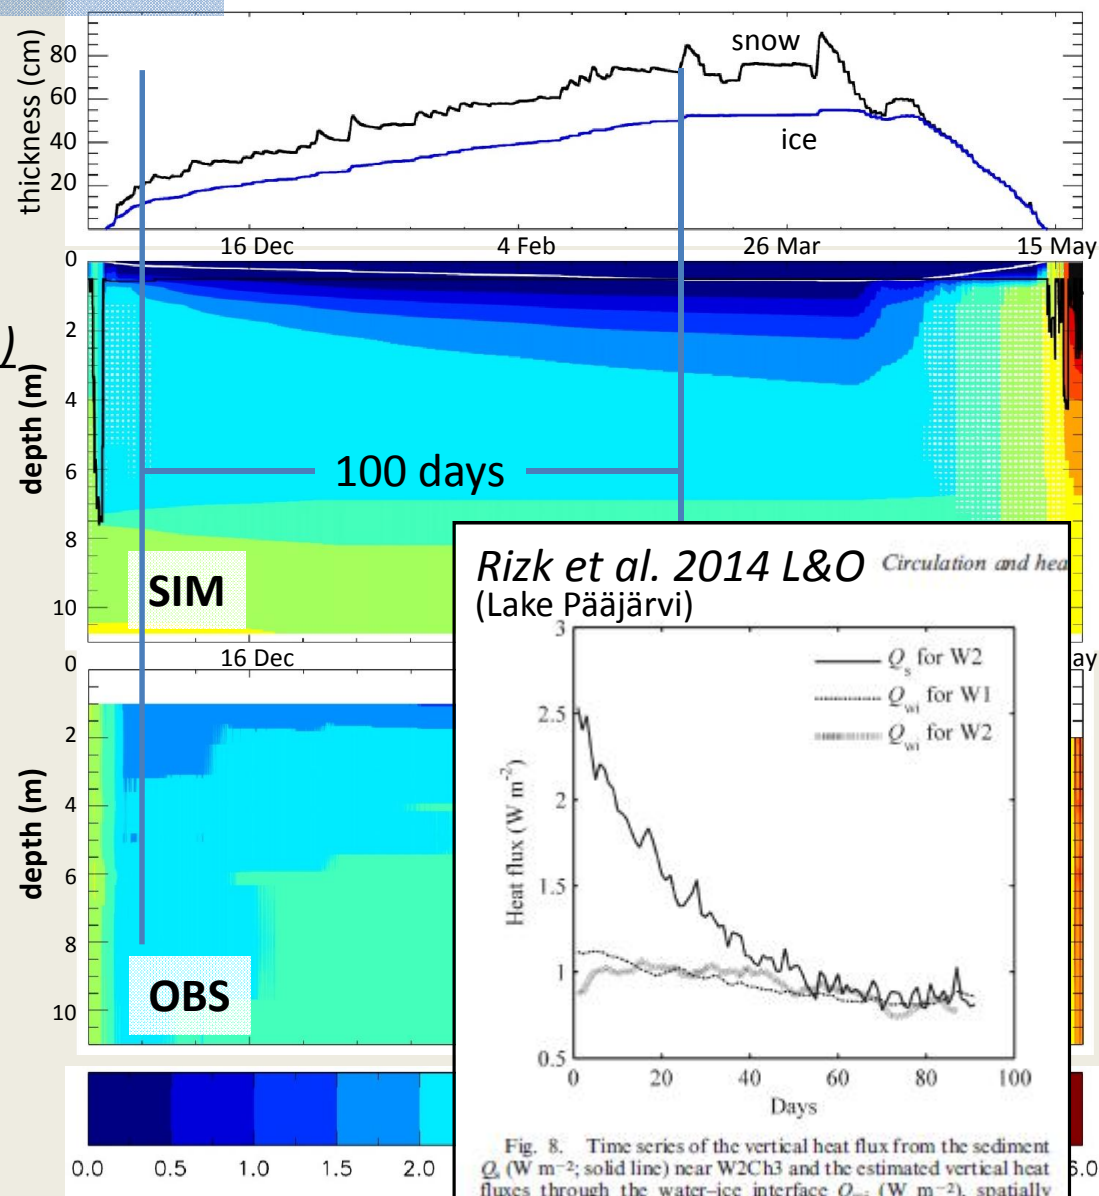 thickness (cm)
80
60
40
20
snow
ice
16 Dec
4 Feb
26 Mar
15 May
)
depth (m)
0
2
4
6
8
10
100 days
SIM
16 Dec
ay
depth (m)
0
2
4
6
8
10
OBS
0.0 0.5 1.0 1.5 2.0
6.0
Rizk et al. 2014 L&O
Circulation and hea
(Lake Pääjärvi)
Heat flux (W m-2)
3
2.5
2
1.5
1
0.5
Qs for W2
Qwi for W1
Qwi for W2
0 20 40 60 80 100
Days
Fig. 8. Time series of the vertical heat flux from the sediment
Qs (W m−2; solid line) near W2Ch3 and the estimated vertical heat
fluxes through the water–ice interface Qwi (W m−2), spatially